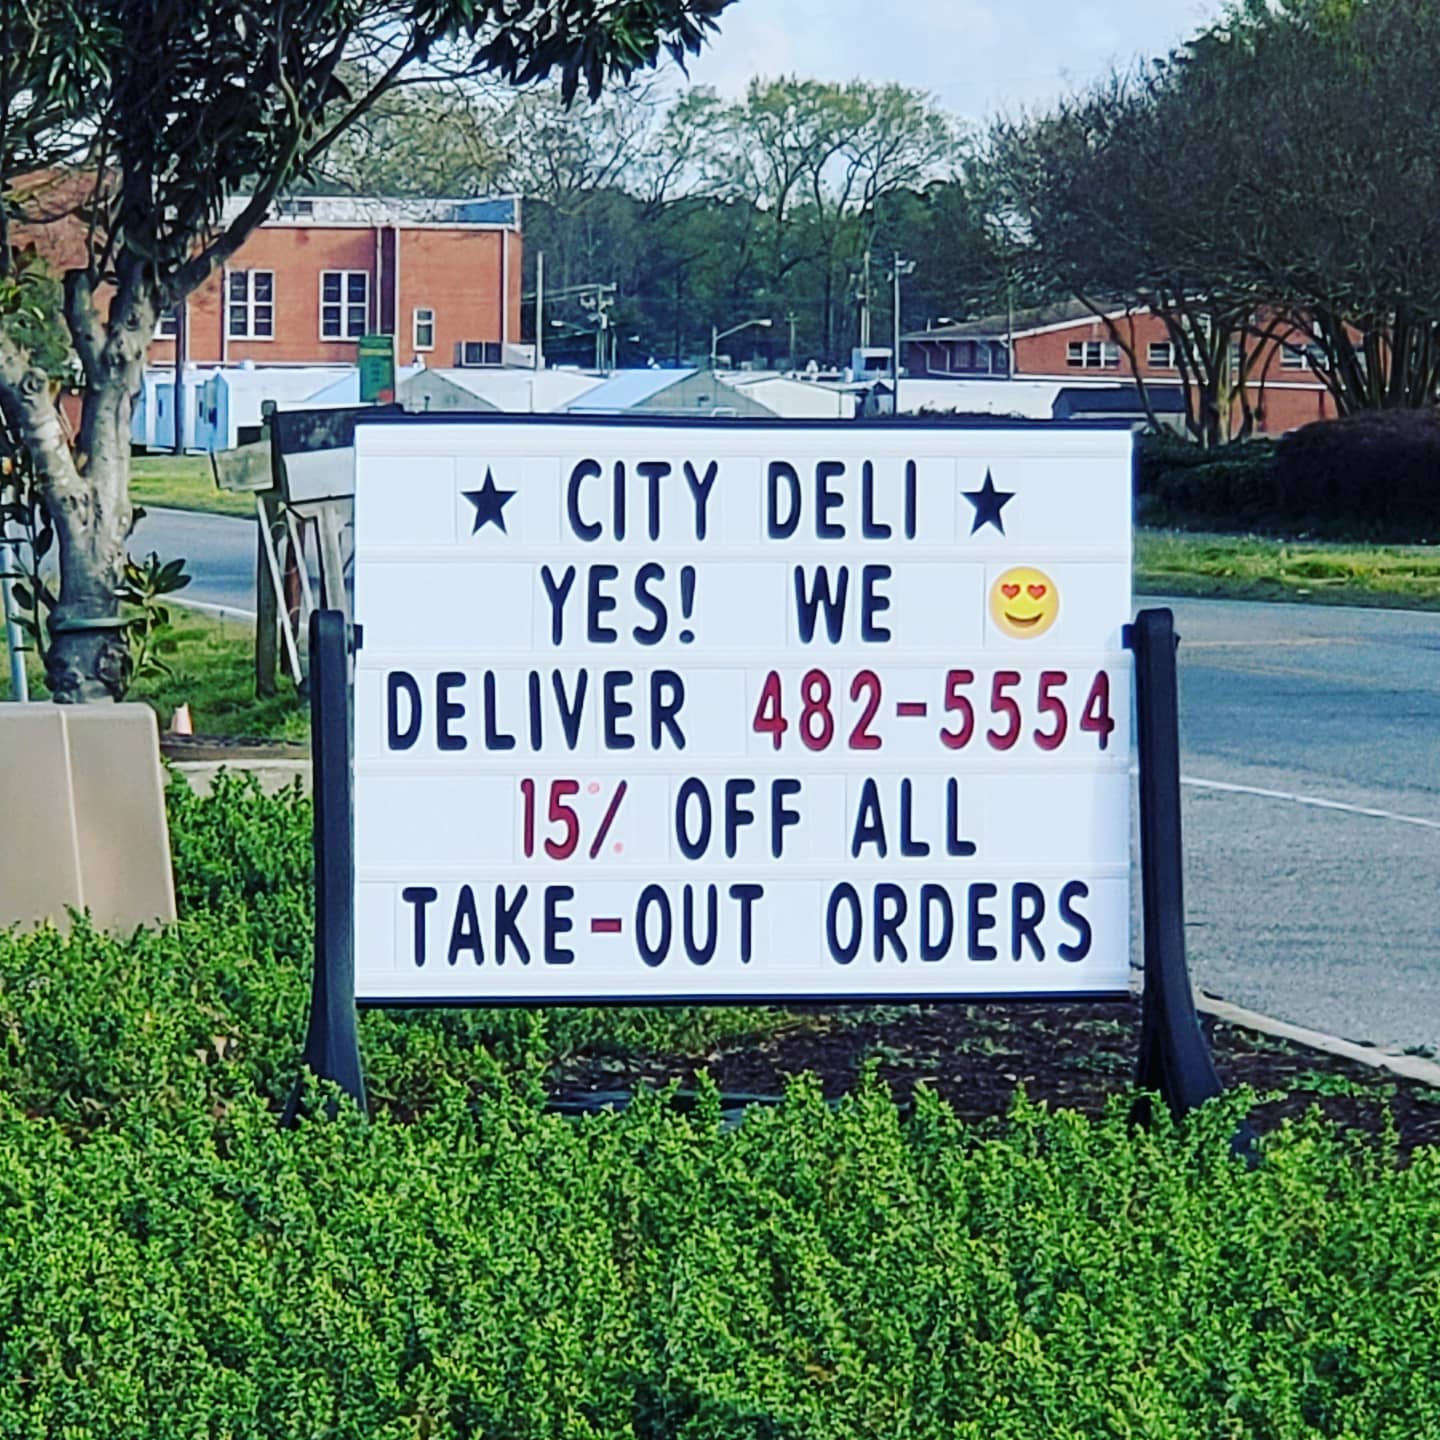 ★ CITY DELI ★
YES! WE 😍
DELIVER 482-5554
15% OFF ALL
TAKE-OUT ORDERS